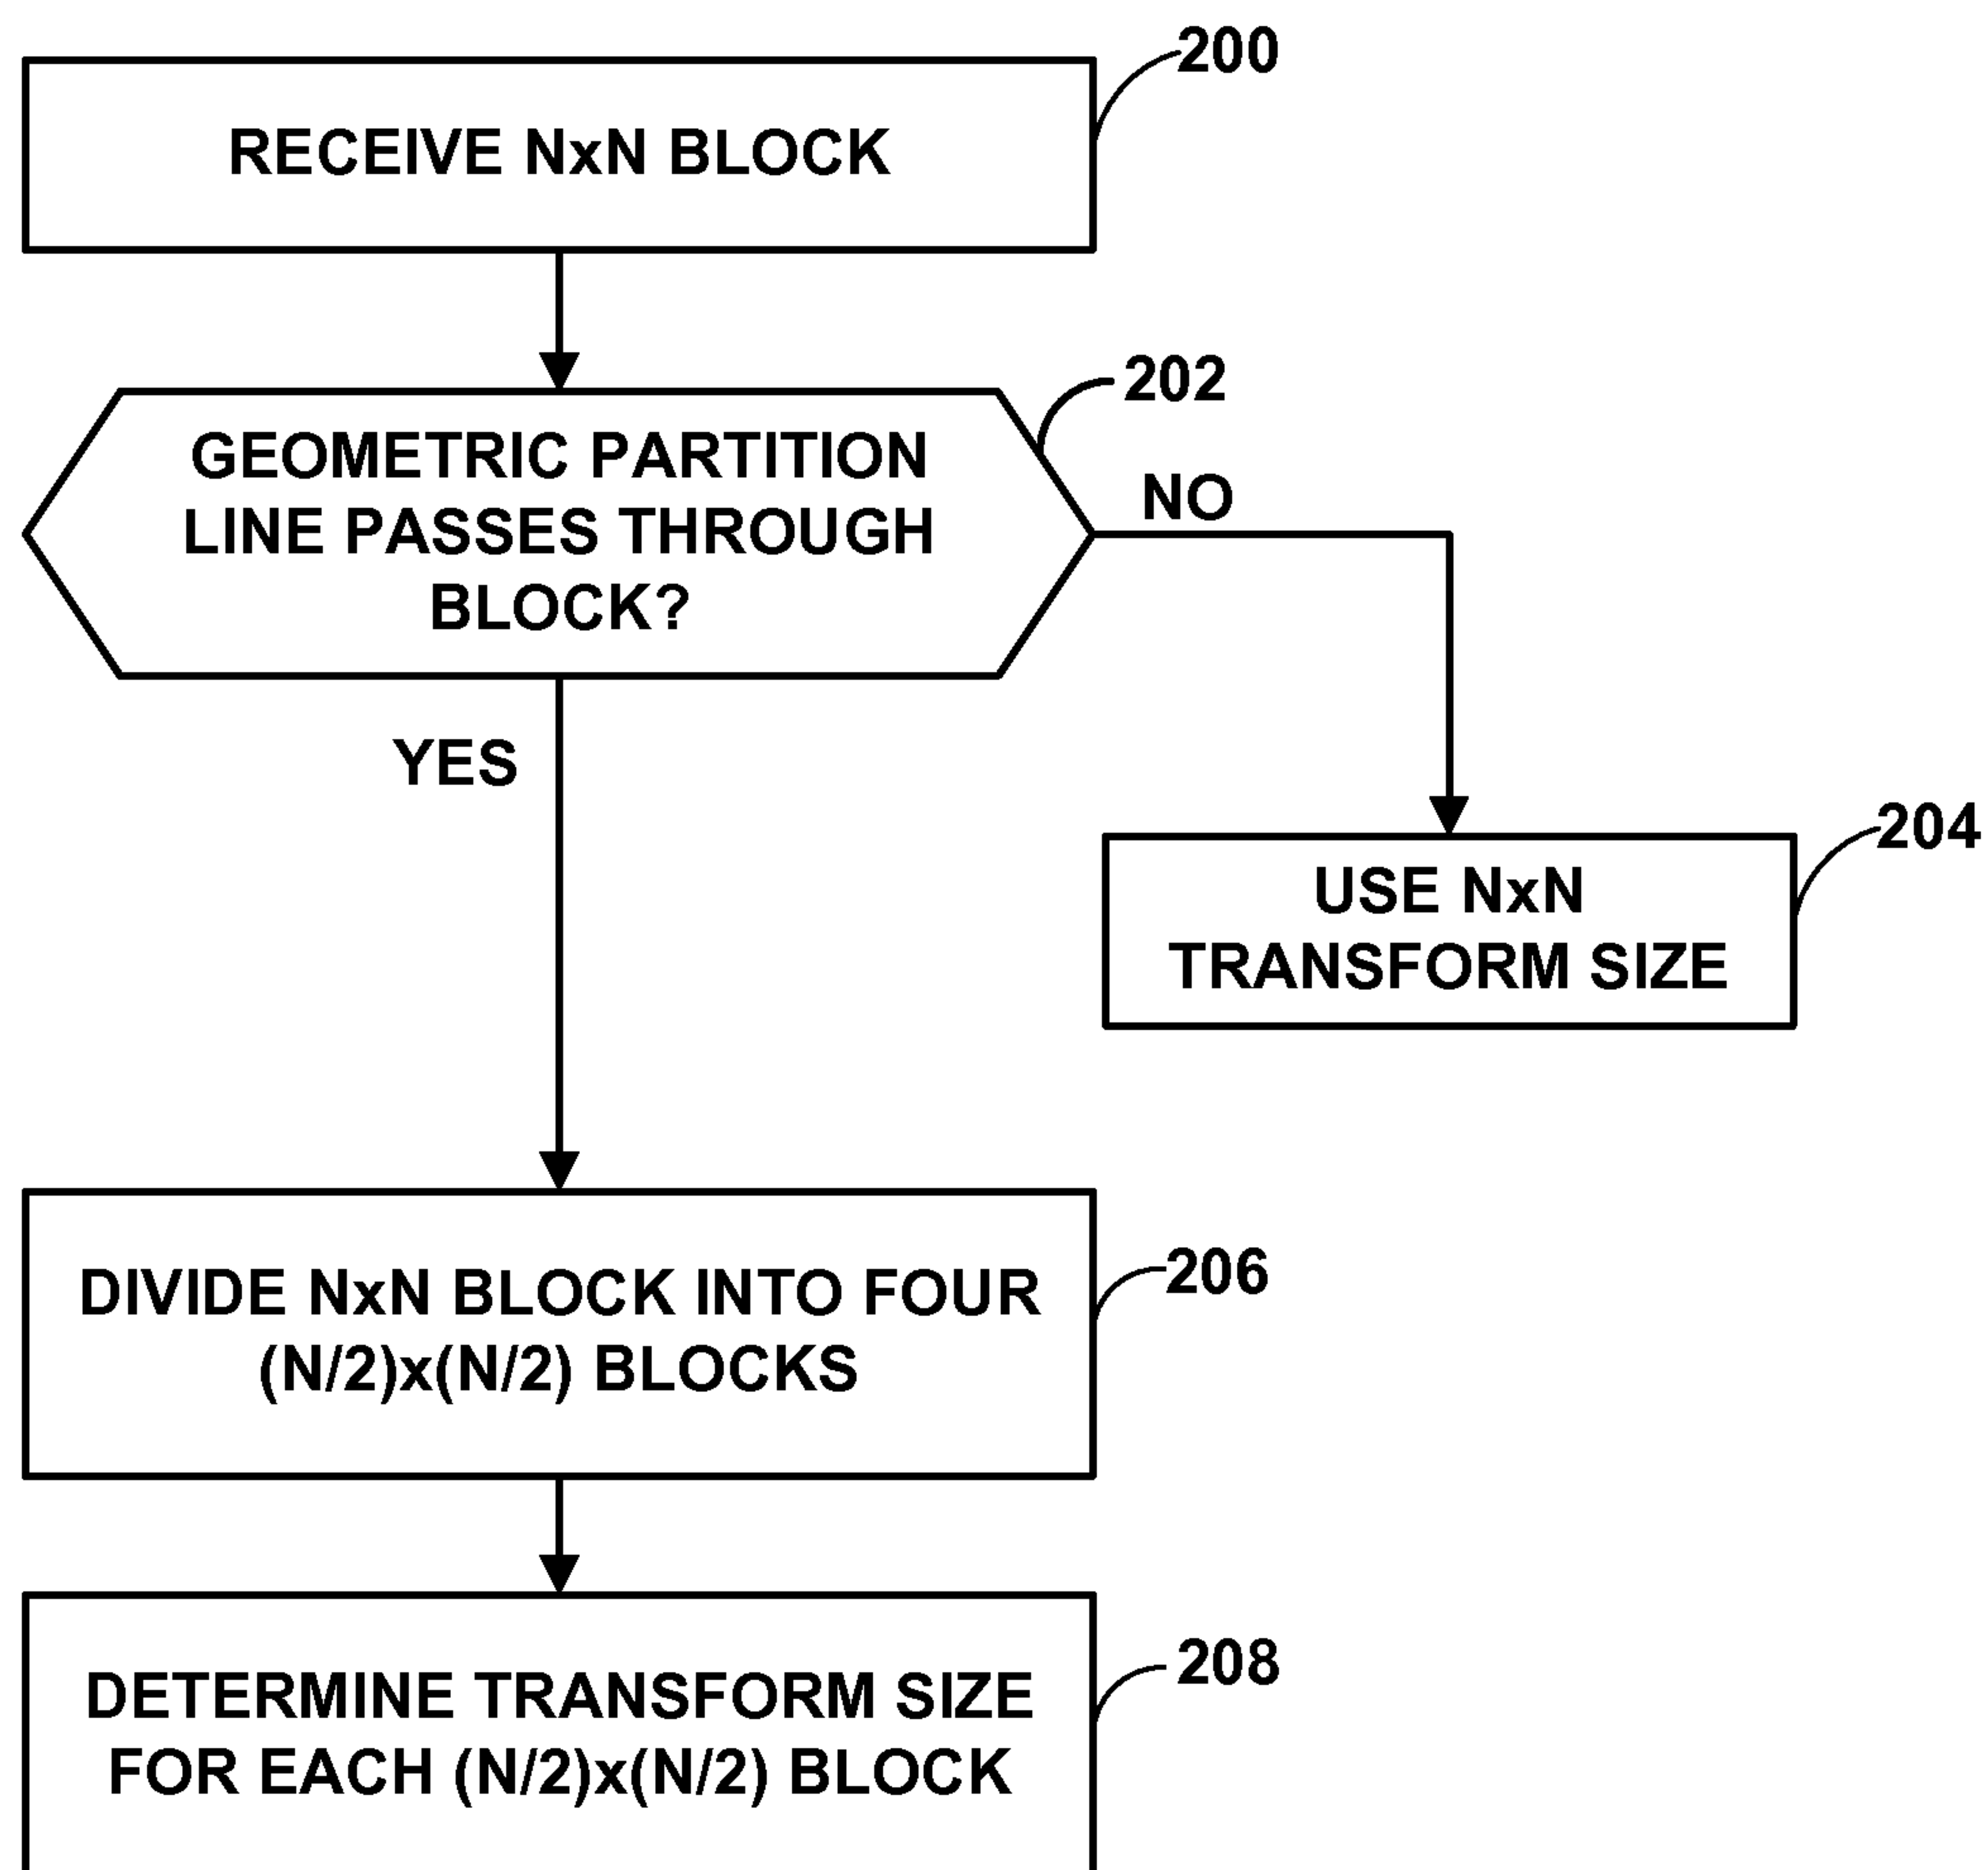 200
RECEIVE NxN BLOCK
202
GEOMETRIC PARTITION
LINE PASSES THROUGH
BLOCK?
NO
YES
204
USE NxN
TRANSFORM SIZE
206
DIVIDE NxN BLOCK INTO FOUR
(N/2)x(N/2) BLOCKS
208
DETERMINE TRANSFORM SIZE
FOR EACH (N/2)x(N/2) BLOCK